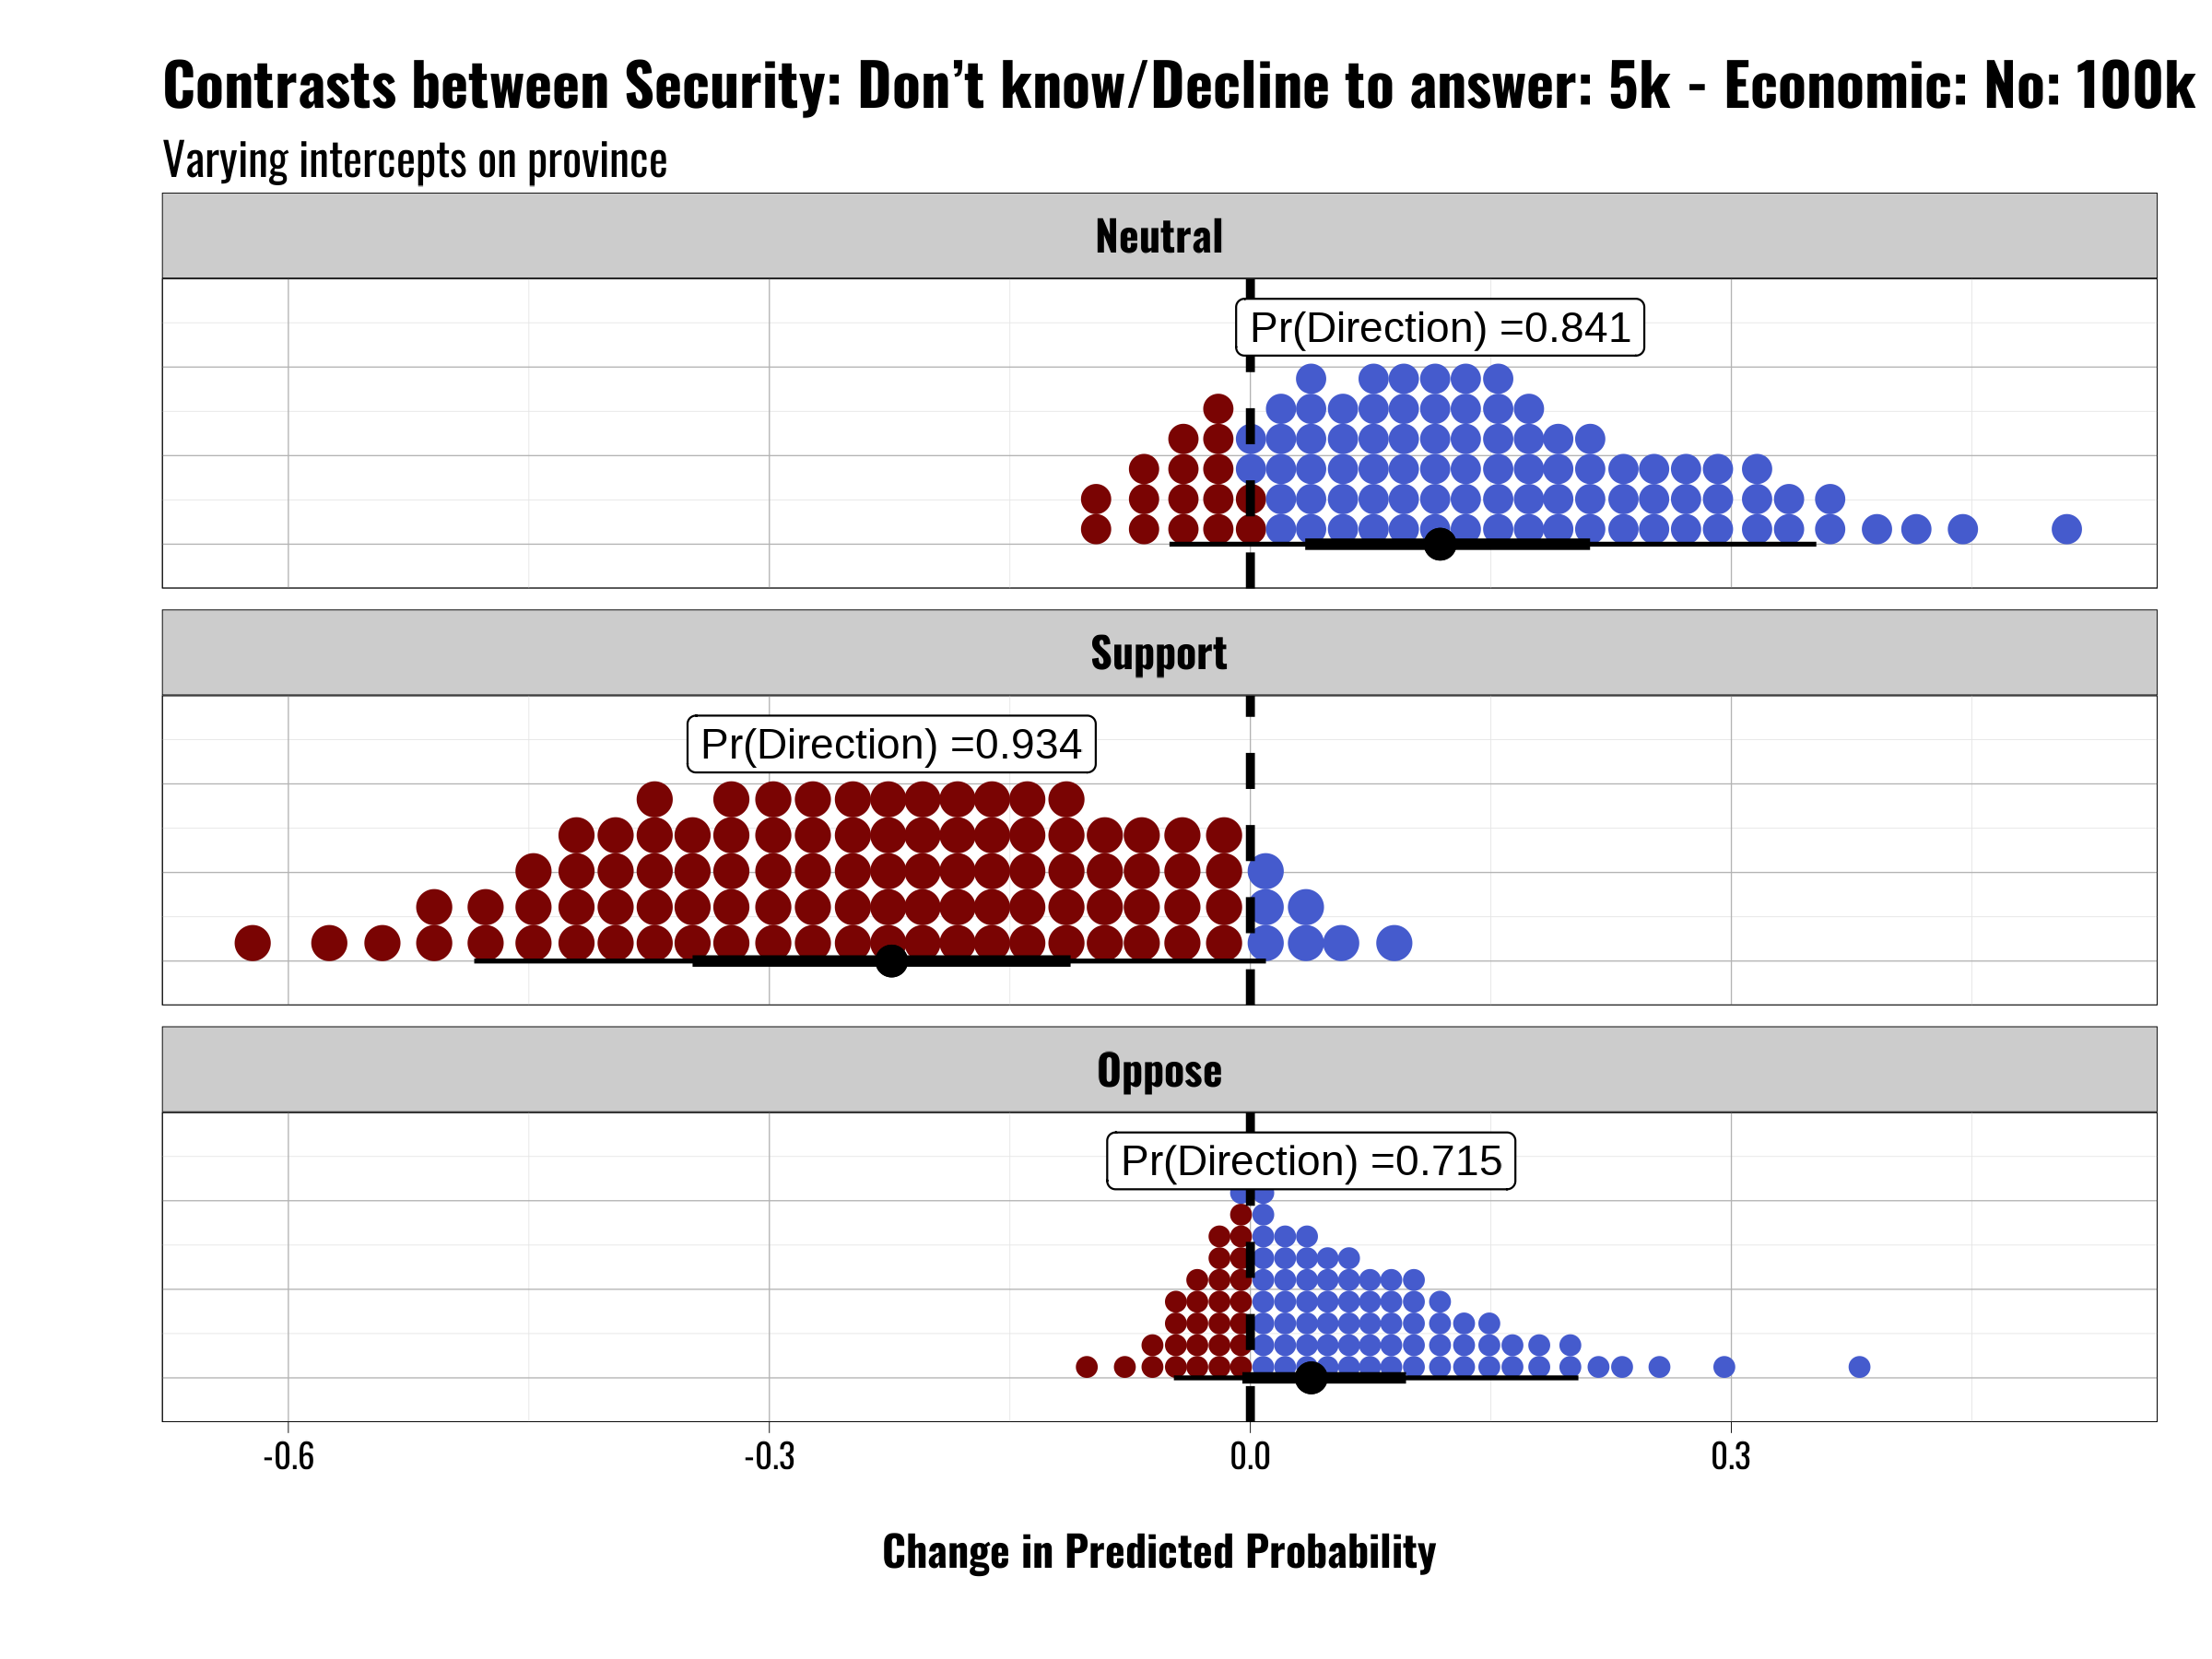 Contrasts between Security: Don’t know/Decline to answer: 5k - Economic: No: 100k
Varying intercepts on province
Neutral
Pr(Direction) =0.841
Support
Pr(Direction) =0.934
Oppose
Pr(Direction) =0.715
-0.6 -0.3 0.0 0.3
Change in Predicted Probability